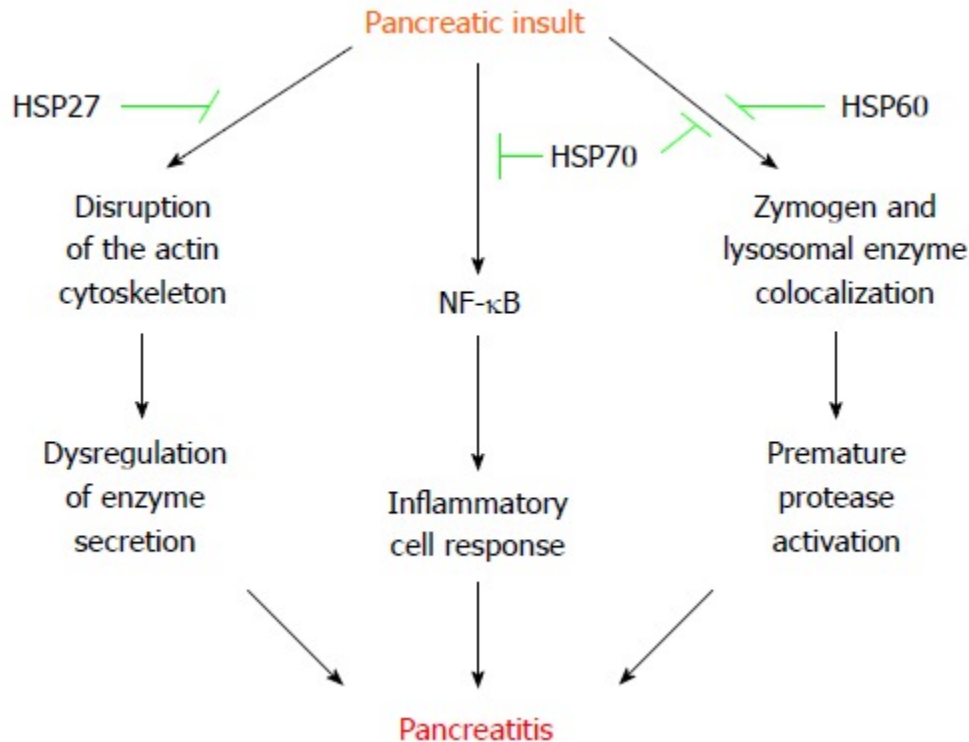 Pancreatic insult
HSP27
HSP60
HSP70
Disruption
of the actin
cytoskeleton
NF-κB
Zymogen and
lysosomal enzyme
colocalization
Dysregulation
of enzyme
secretion
Inflammatory
cell response
Premature
protease
activation
Pancreatitis